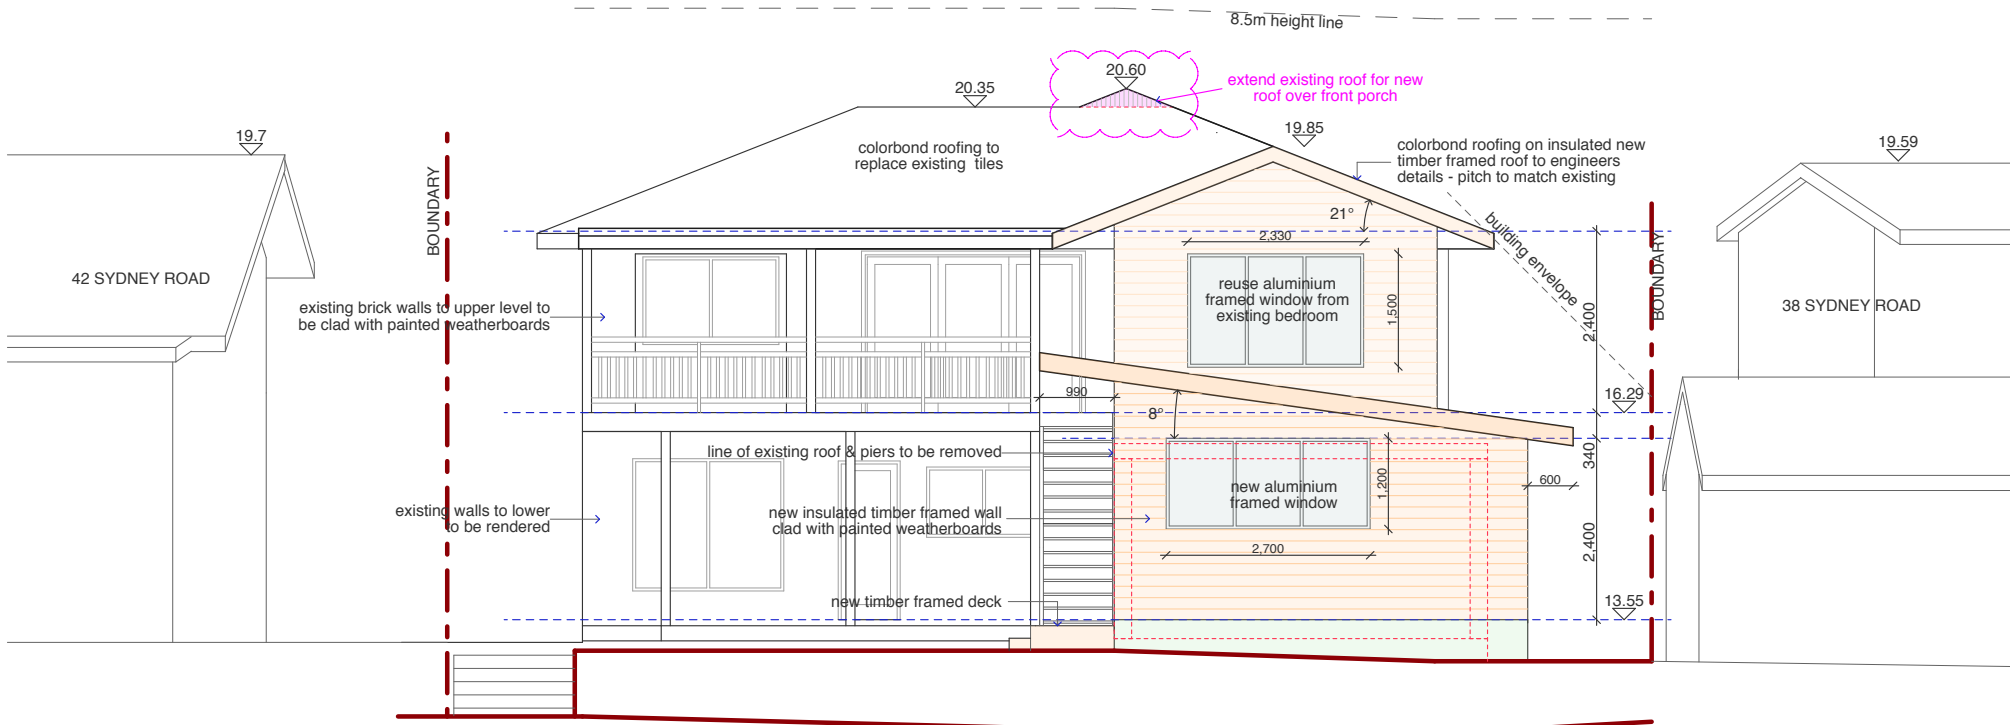 8.5m height line
20.60
extend existing roof for new
roof over front porch
20.35
19.7
19.85
19.59
colorbond roofing to
replace existing tiles
colorbond roofing on insulated new
timber framed roof to engineers
details - pitch to match existing
BOUNDARY
21°
2,330
building envelope
BOUNDARY
42 SYDNEY ROAD
38 SYDNEY ROAD
existing brick walls to upper level to
be clad with painted weatherboards
reuse aluminium
framed window from
existing bedroom
1,500
2,400
990
8°
16.29
line of existing roof & piers to be removed
340
1,200
600
new aluminium
framed window
existing walls to lower
to be rendered
new insulated timber framed wall
clad with painted weatherboards
2,700
2,400
new timber framed deck
13.55